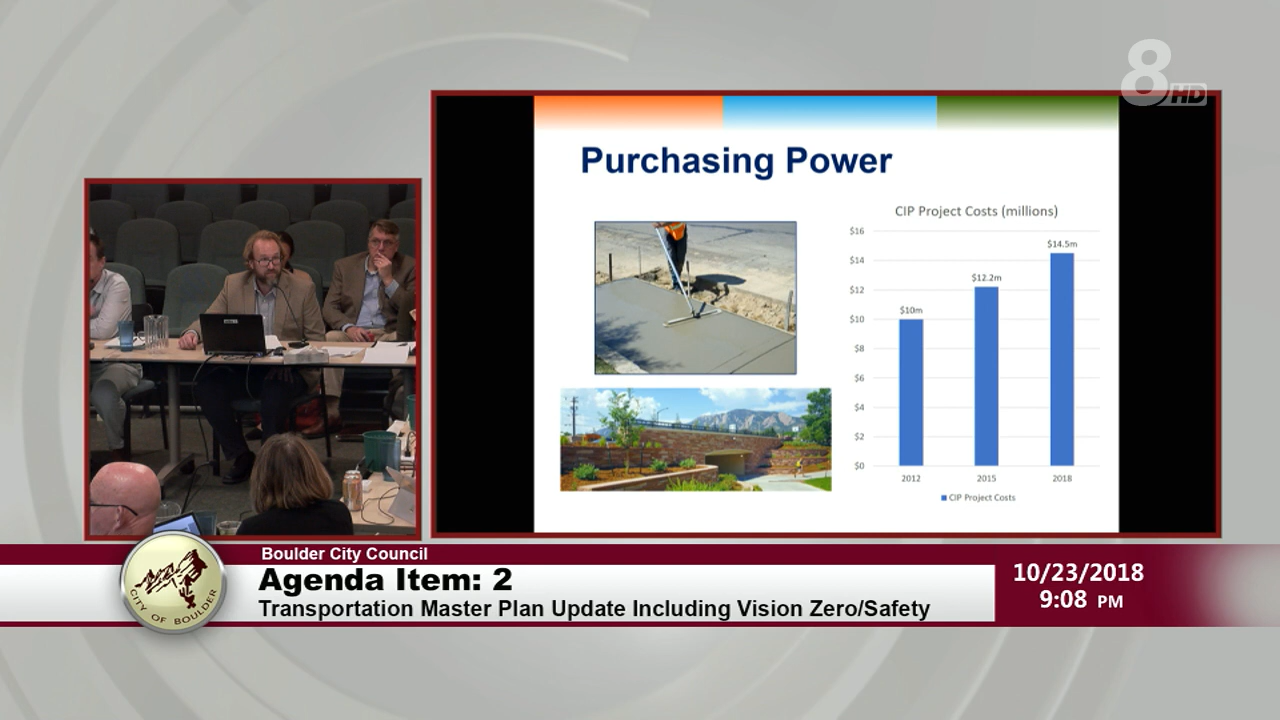 8HD
Purchasing Power
CIP Project Costs (millions)
$16
$14
$12
$10
$8
$6
$4
$2
$0
$10m
$12.2m
$14.5m
2012
2015
2018
CIP Project Costs
Boulder City Council
Agenda Item: 2
Transportation Master Plan Update Including Vision Zero/Safety
10/23/2018
9:08 PM
CITY OF BOULDER